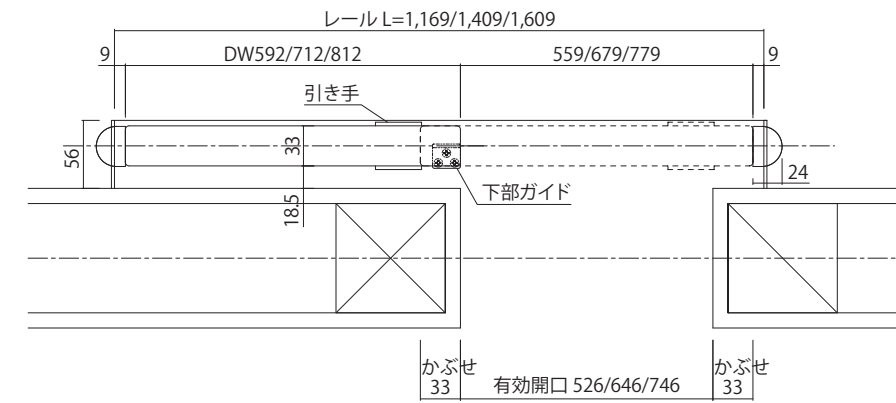 レール L=1,169/1,409/1,609
9
DW592/712/812
559/679/779
9
引き手
56
33
18.5
24
下部ガイド
かぶせ
33
有効開口 526/646/746
かぶせ
33